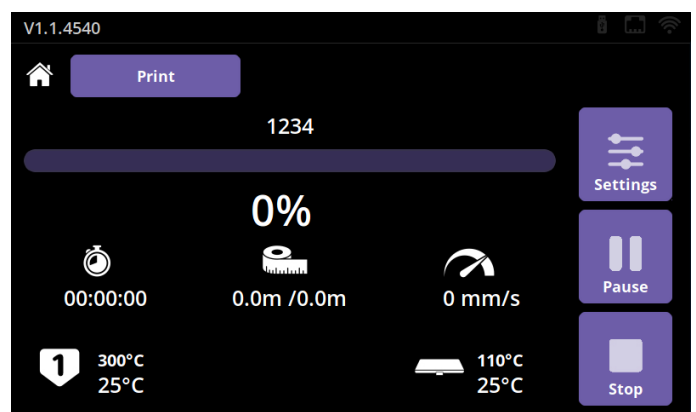 V1.1.4540
Print
1234
Settings
0%
00:00:00
0.0m /0.0m
0 mm/s
Pause
1
300°C
25°C
110°C
25°C
Stop